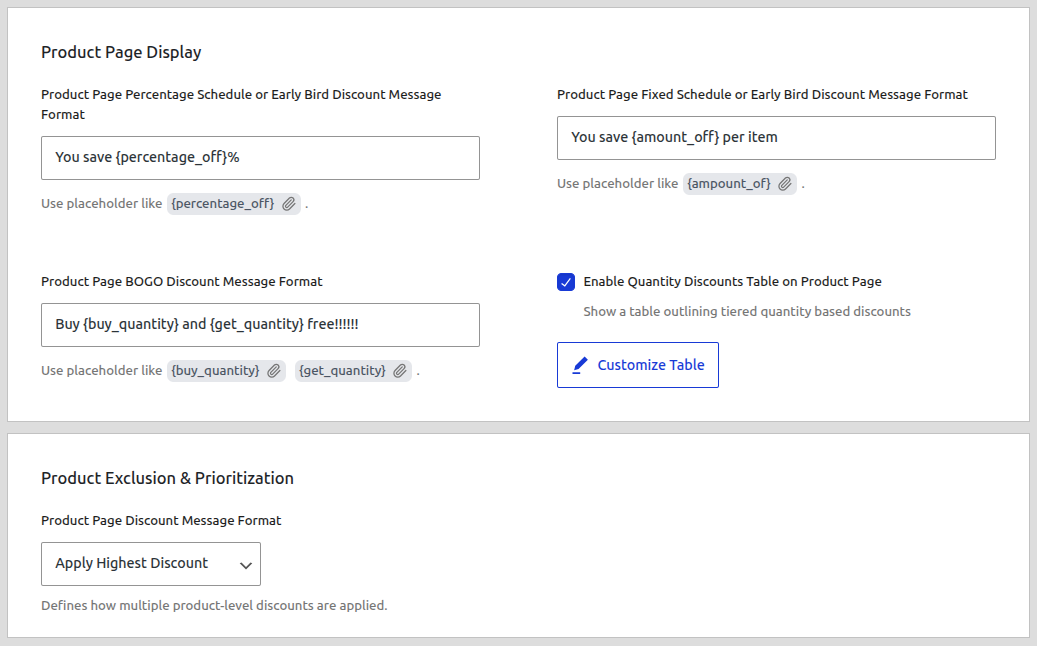 Product Page Display
Product Page Percentage Schedule or Early Bird Discount Message
Format
You save {percentage_off}%
Use placeholder like {percentage_off} .
Product Page Fixed Schedule or Early Bird Discount Message Format
You save {amount_off} per item
Use placeholder like {ampount_of} .
Product Page BOGO Discount Message Format
Buy {buy_quantity} and {get_quantity} free!!!!!!
Use placeholder like {buy_quantity} {get_quantity} .
Enable Quantity Discounts Table on Product Page
Show a table outlining tiered quantity based discounts
Customize Table
Product Exclusion & Prioritization
Product Page Discount Message Format
Apply Highest Discount
Defines how multiple product-level discounts are applied.